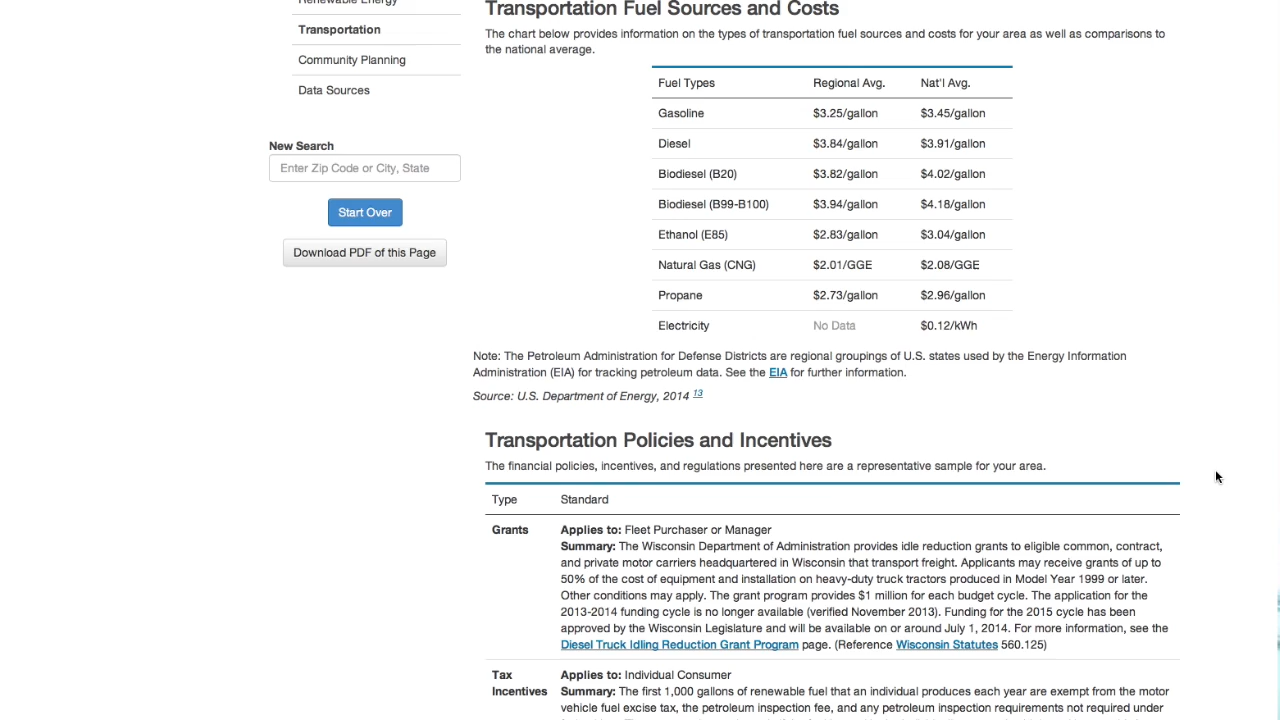 Renewable Energy
Transportation
Community Planning
Data Sources
New Search
Enter Zip Code or City, State
Start Over
Download PDF of this Page
Transportation Fuel Sources and Costs
The chart below provides information on the types of transportation fuel sources and costs for your area as well as comparisons to
the national average.
Fuel Types Regional Avg. Nat'l Avg.
Gasoline $3.25/gallon $3.45/gallon
Diesel $3.84/gallon $3.91/gallon
Biodiesel (B20) $3.82/gallon $4.02/gallon
Biodiesel (B99-B100) $3.94/gallon $4.18/gallon
Ethanol (E85) $2.83/gallon $3.04/gallon
Natural Gas (CNG) $2.01/GGE $2.08/GGE
Propane $2.73/gallon $2.96/gallon
Electricity No Data $0.12/kWh
Note: The Petroleum Administration for Defense Districts are regional groupings of U.S. states used by the Energy Information
Administration (EIA) for tracking petroleum data. See the EIA for further information.
Source: U.S. Department of Energy, 2014 13
Transportation Policies and Incentives
The financial policies, incentives, and regulations presented here are a representative sample for your area.
Type Standard
Grants Applies to: Fleet Purchaser or Manager
Summary: The Wisconsin Department of Administration provides idle reduction grants to eligible common, contract,
and private motor carriers headquartered in Wisconsin that transport freight. Applicants may receive grants of up to
50% of the cost of equipment and installation on heavy-duty truck tractors produced in Model Year 1999 or later.
Other conditions may apply. The grant program provides $1 million for each budget cycle. The application for the
2013-2014 funding cycle is no longer available (verified November 2013). Funding for the 2015 cycle has been
approved by the Wisconsin Legislature and will be available on or around July 1, 2014. For more information, see the
Diesel Truck Idling Reduction Grant Program page. (Reference Wisconsin Statutes 560.125)
Tax Applies to: Individual Consumer
Incentives Summary: The first 1,000 gallons of renewable fuel that an individual produces each year are exempt from the motor
vehicle fuel excise tax, the petroleum inspection fee, and any petroleum inspection requirements not required under